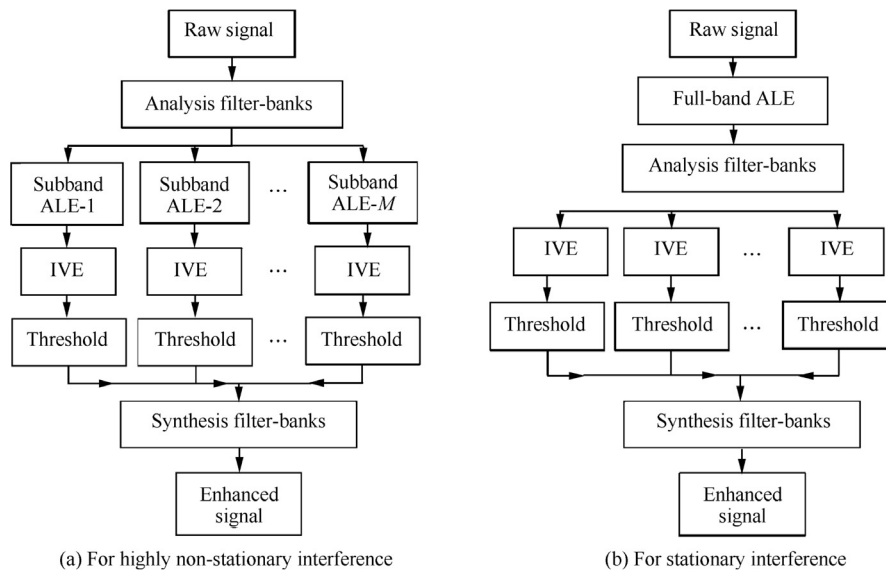 Raw signal
Analysis filter-banks
Subband
ALE-1
Subband
ALE-2
...
Subband
ALE-M
IVE
IVE
...
IVE
Threshold
Threshold
...
Threshold
Synthesis filter-banks
Enhanced
signal
(a) For highly non-stationary interference
Raw signal
Full-band ALE
Analysis filter-banks
IVE
IVE
...
IVE
Threshold
Threshold
...
Threshold
Synthesis filter-banks
Enhanced
signal
(b) For stationary interference